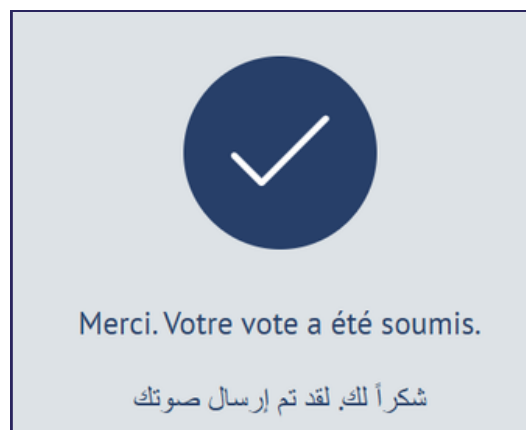 Merci. Votre vote a été soumis.
شكراً لك. لقد تم إرسال صوتك